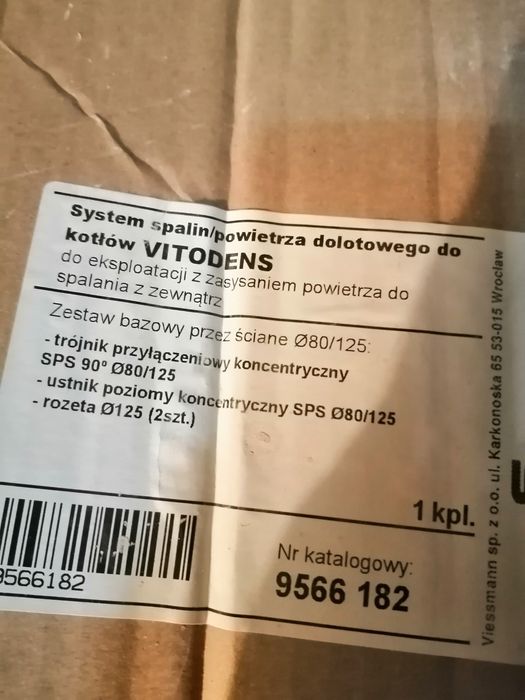 System spalin/powietrza dolotowego do
kotłów VITODENS
do eksploatacji z zasysaniem powietrza do
spalania z zewnątrz
Zestaw bazowy przez ściane Ø80/125:
- trójnik przyłączeniowy koncentryczny
SPS 90º Ø80/125
- ustnik poziomy koncentryczny SPS Ø80/125
- rozeta Ø125 (2szt.)
1 kpl.
9566182
Nr katalogowy:
9566 182
Viessmann sp. z o.o. ul. Karkonoska 65 53-015 Wrocław